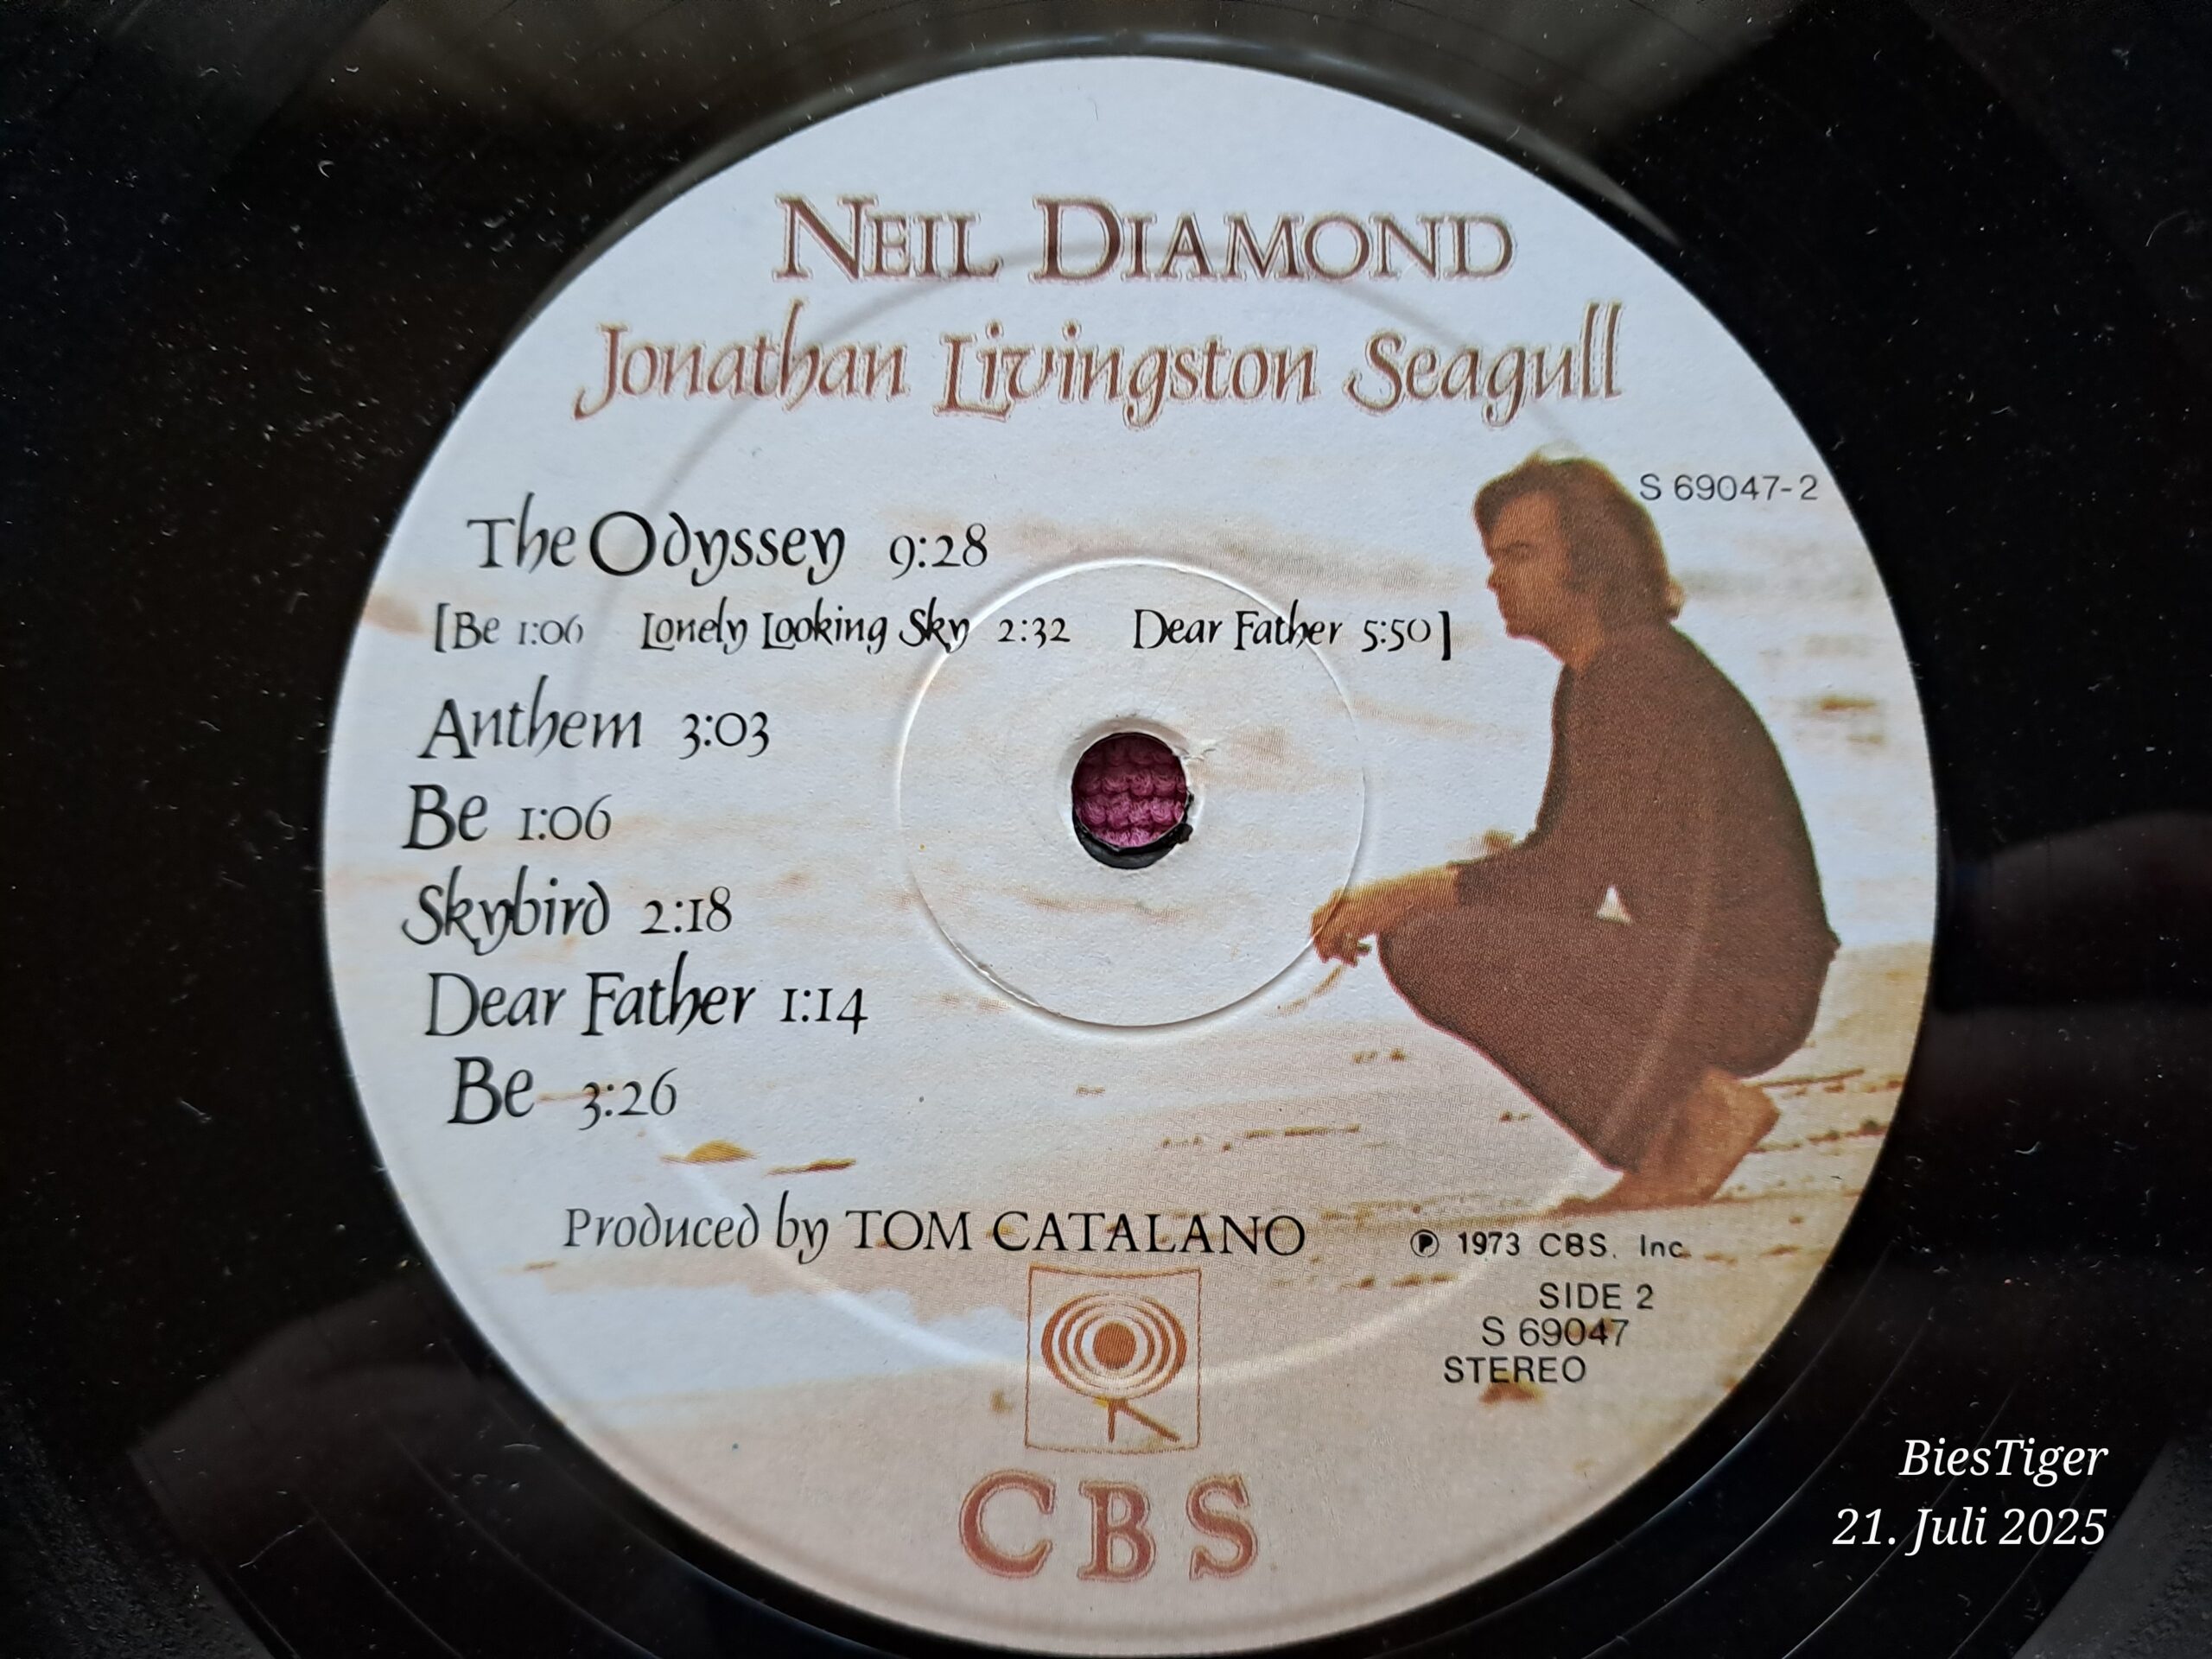 NEIL DIAMOND
Jonathan Livingston Seagull
S 69047-2
The Odyssey 9:28
[Be 1:06 Lonely Looking Sky 2:32 Dear Father 5:50]
Anthem 3:03
Be 1:06
Skybird 2:18
Dear Father 1:14
Be 3:26
Produced by TOM CATALANO
Ⓟ 1973 CBS. Inc.
SIDE 2
S 69047
STEREO
CBS
BiesTiger
21. Juli 2025